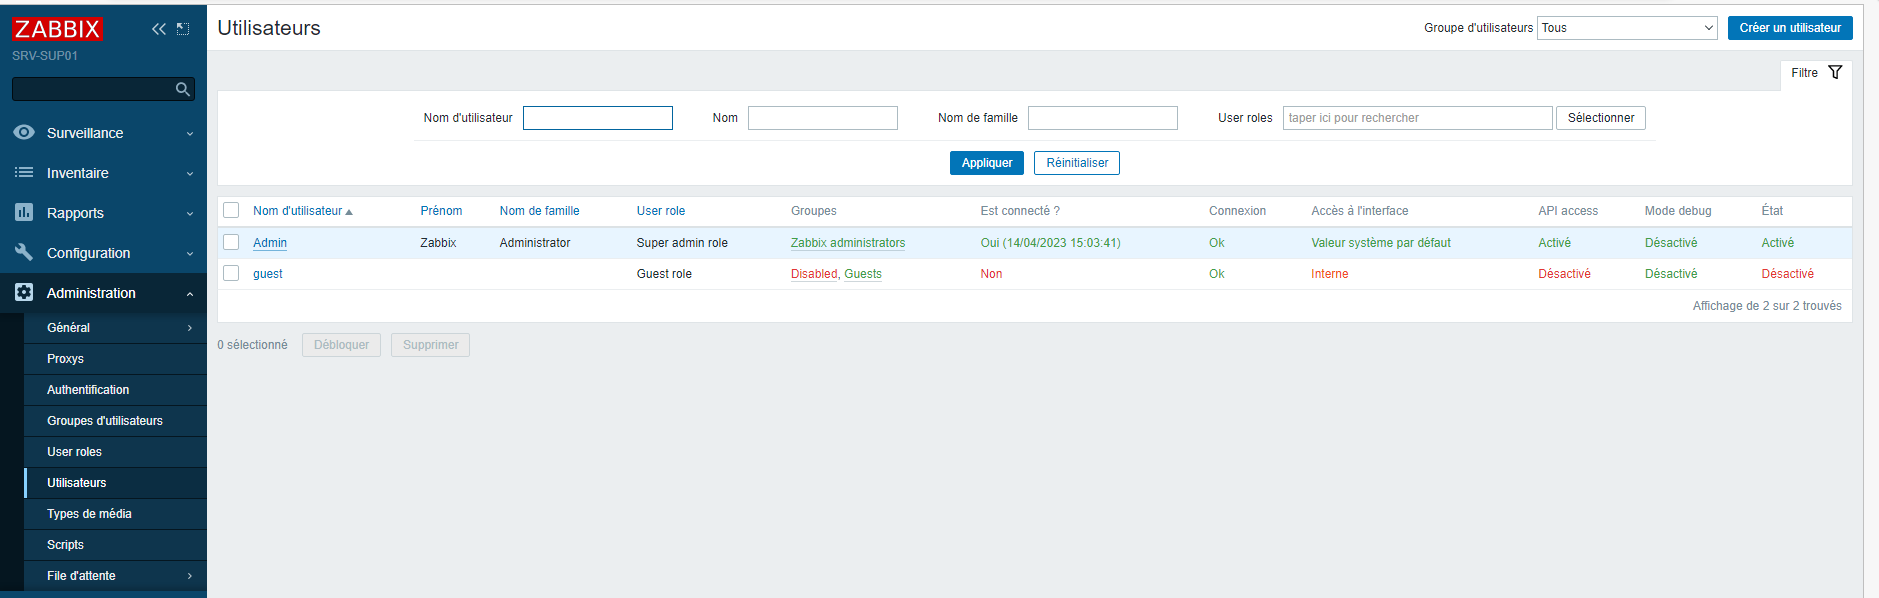 ZABBIX
SRV-SUP01
Surveillance
Inventaire
Rapports
Configuration
Administration
Général
Proxys
Authentification
Groupes d'utilisateurs
User roles
Utilisateurs
Types de média
Scripts
File d'attente
Utilisateurs
Groupe d'utilisateurs Tous Créer un utilisateur
Filtre
Nom d'utilisateur Nom Nom de famille User roles taper ici pour rechercher Sélectionner
Appliquer Réinitialiser
Nom d'utilisateur Prénom Nom de famille User role Groupes Est connecté ? Connexion Accès à l'interface API access Mode debug État
Admin Zabbix Administrator Super admin role Zabbix administrators Oui (14/04/2023 15:03:41) Ok Valeur système par défaut Activé Désactivé Activé
guest Guest role Disabled, Guests Non Ok Interne Désactivé Désactivé Désactivé
Affichage de 2 sur 2 trouvés
0 sélectionné Débloquer Supprimer